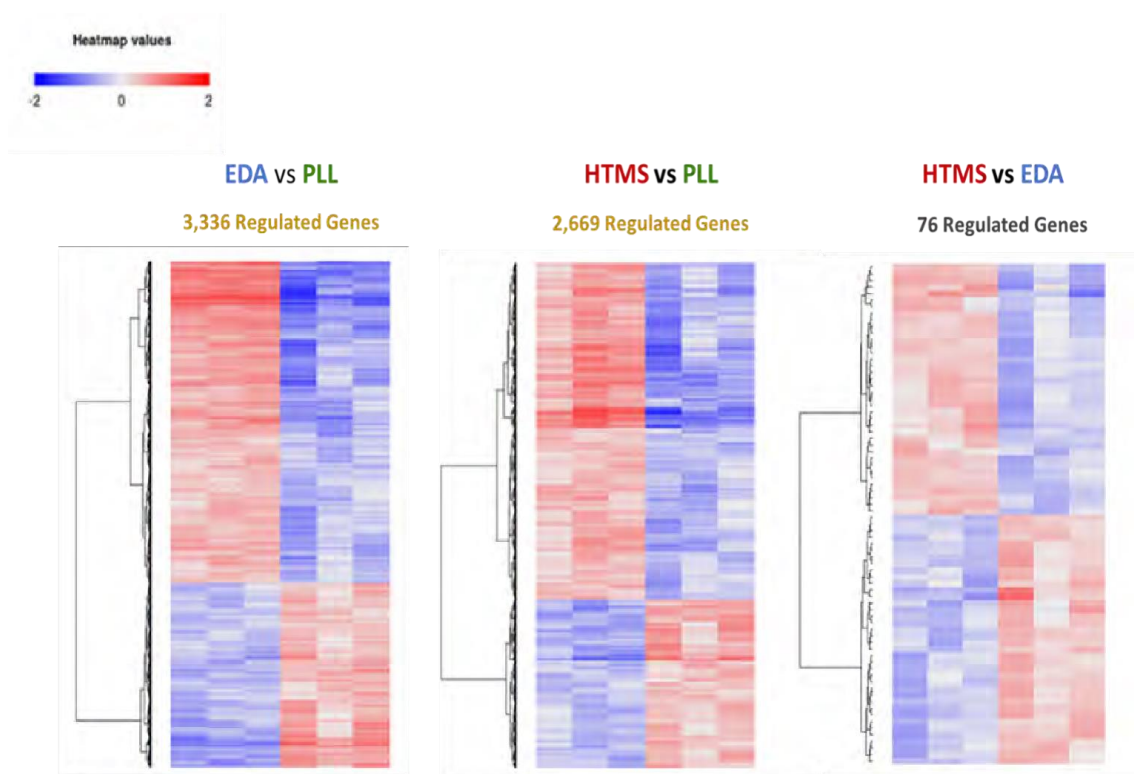 Heatmap values
-2 0 2
EDA vs PLL
HTMS vs PLL
HTMS vs EDA
3,336 Regulated Genes
2,669 Regulated Genes
76 Regulated Genes